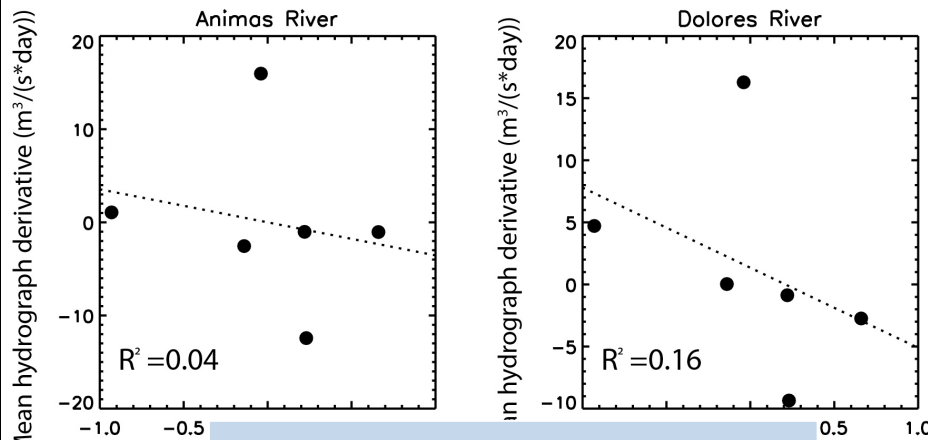 Animas River
Mean hydrograph derivative (m³/(s*day))
20
10
0
−10
−20
R²=0.04
−1.0 −0.5
Dolores River
an hydrograph derivative (m³/(s*day))
20
15
10
5
0
−5
−10
R²=0.16
0.5 1.0